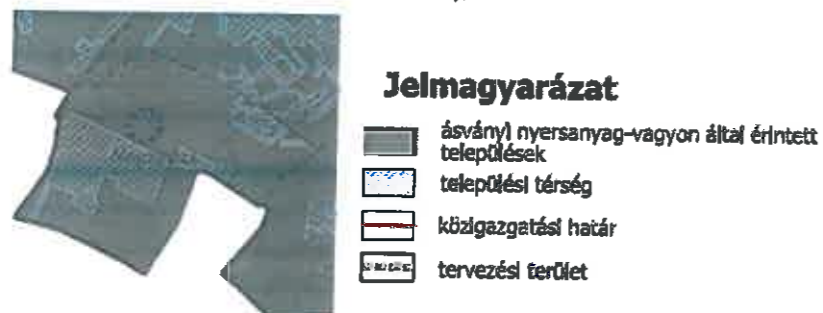 Jelmagyarázat
ásványi nyersanyag-vagyon által érintett
települések
települési térség
közigazgatási határ
tervezési terület